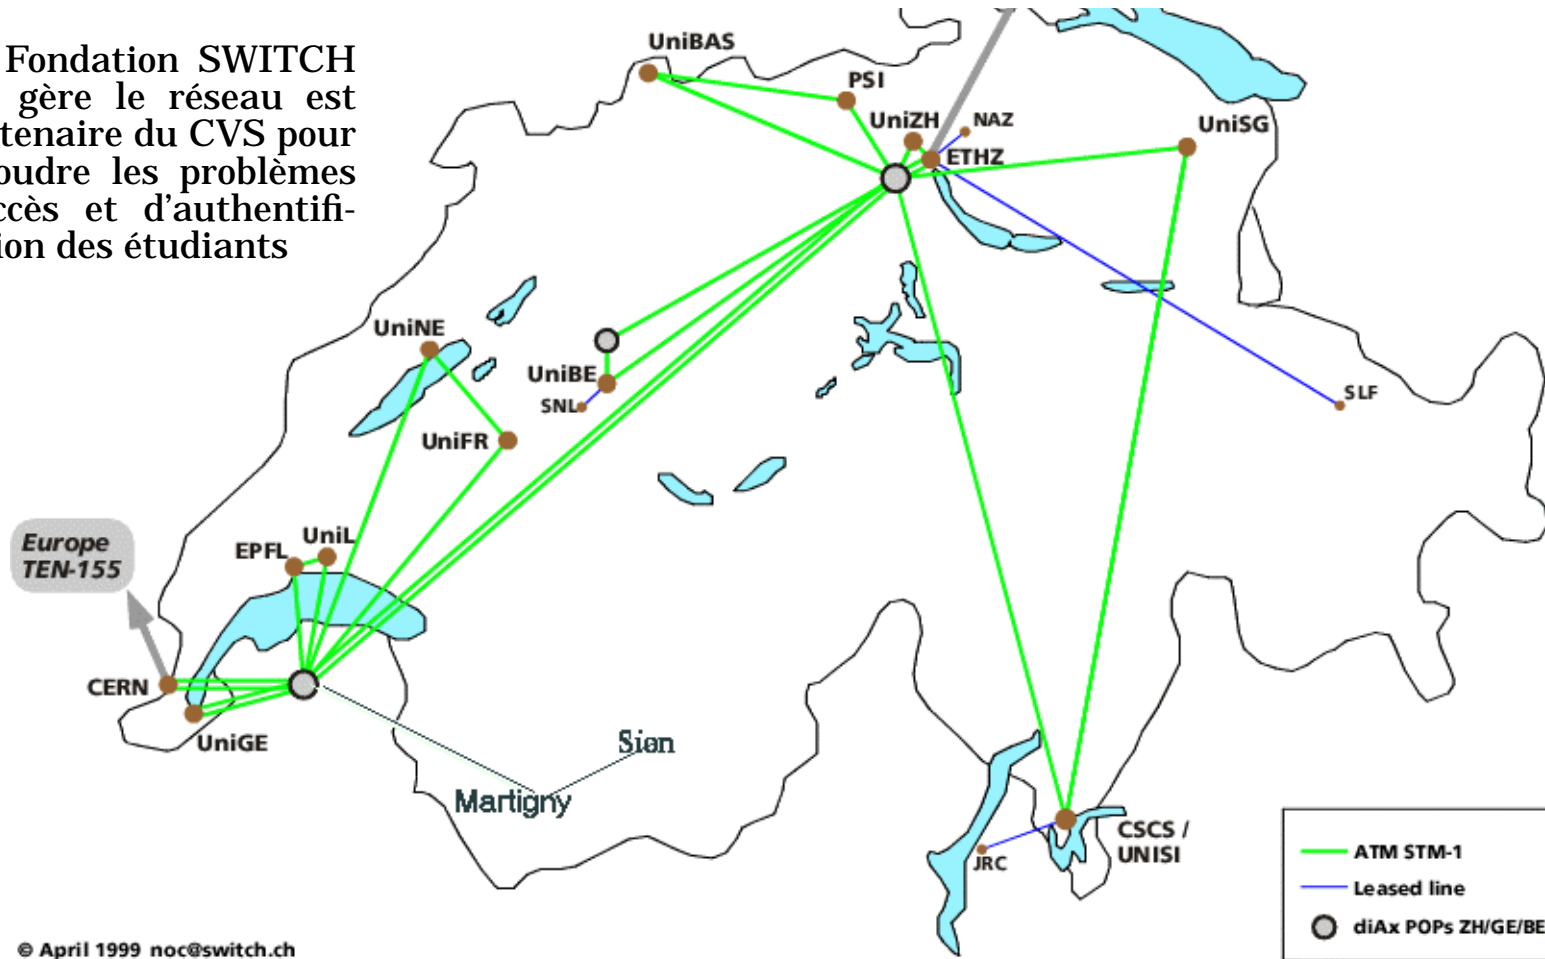 Fondation SWITCH
gère le réseau est
tenaire du CVS pour
oudre les problèmes
ccès et d'authentifi-
ion des étudiants
UniBAS
PSI
UniZH
NAZ
ETHZ
UniSG
UniNE
UniBE
SNL
UniFR
SLF
Europe
TEN-155
EPFL
UniL
CERN
UniGE
Sion
Martigny
CSCS /
UNISI
JRC
ATM STM-1
Leased line
diAx POPs ZH/GE/BE
© April 1999 noc@switch.ch